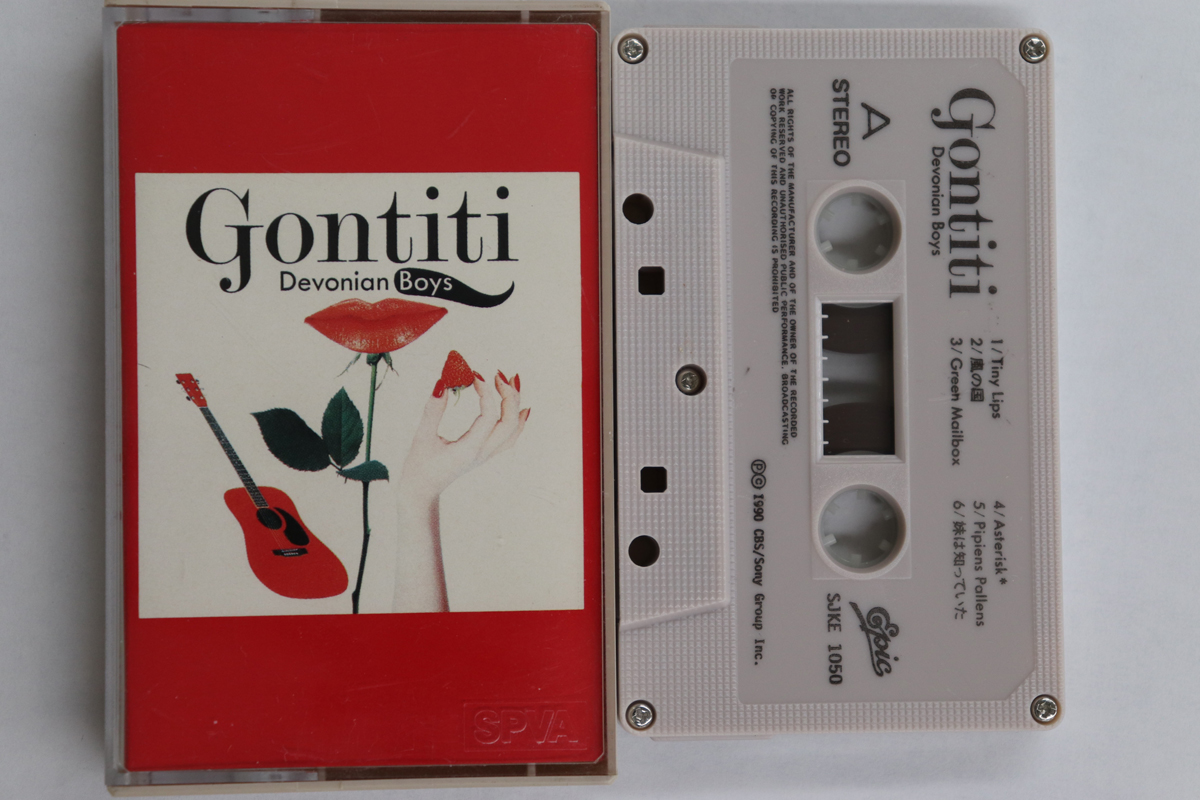 Gontiti
Devonian Boys
SPVA
Gontiti
Devonian Boys
1/Tiny Lips
2/風の国
3/Green Mailbox
4/Asterisk*
5/Pipiens Pallens
6/妹は知っていた
A
STEREO
Epic
SJKE 1050
ALL RIGHTS OF THE MANUFACTURER AND OF THE OWNER OF THE RECORDED
WORK RESERVED AND UNAUTHORISED PUBLIC PERFORMANCE. BROADCASTING
OR COPYING OF THIS RECORDING IS PROHIBITED
ⓟⓒ 1990 CBS/Sony Group Inc.